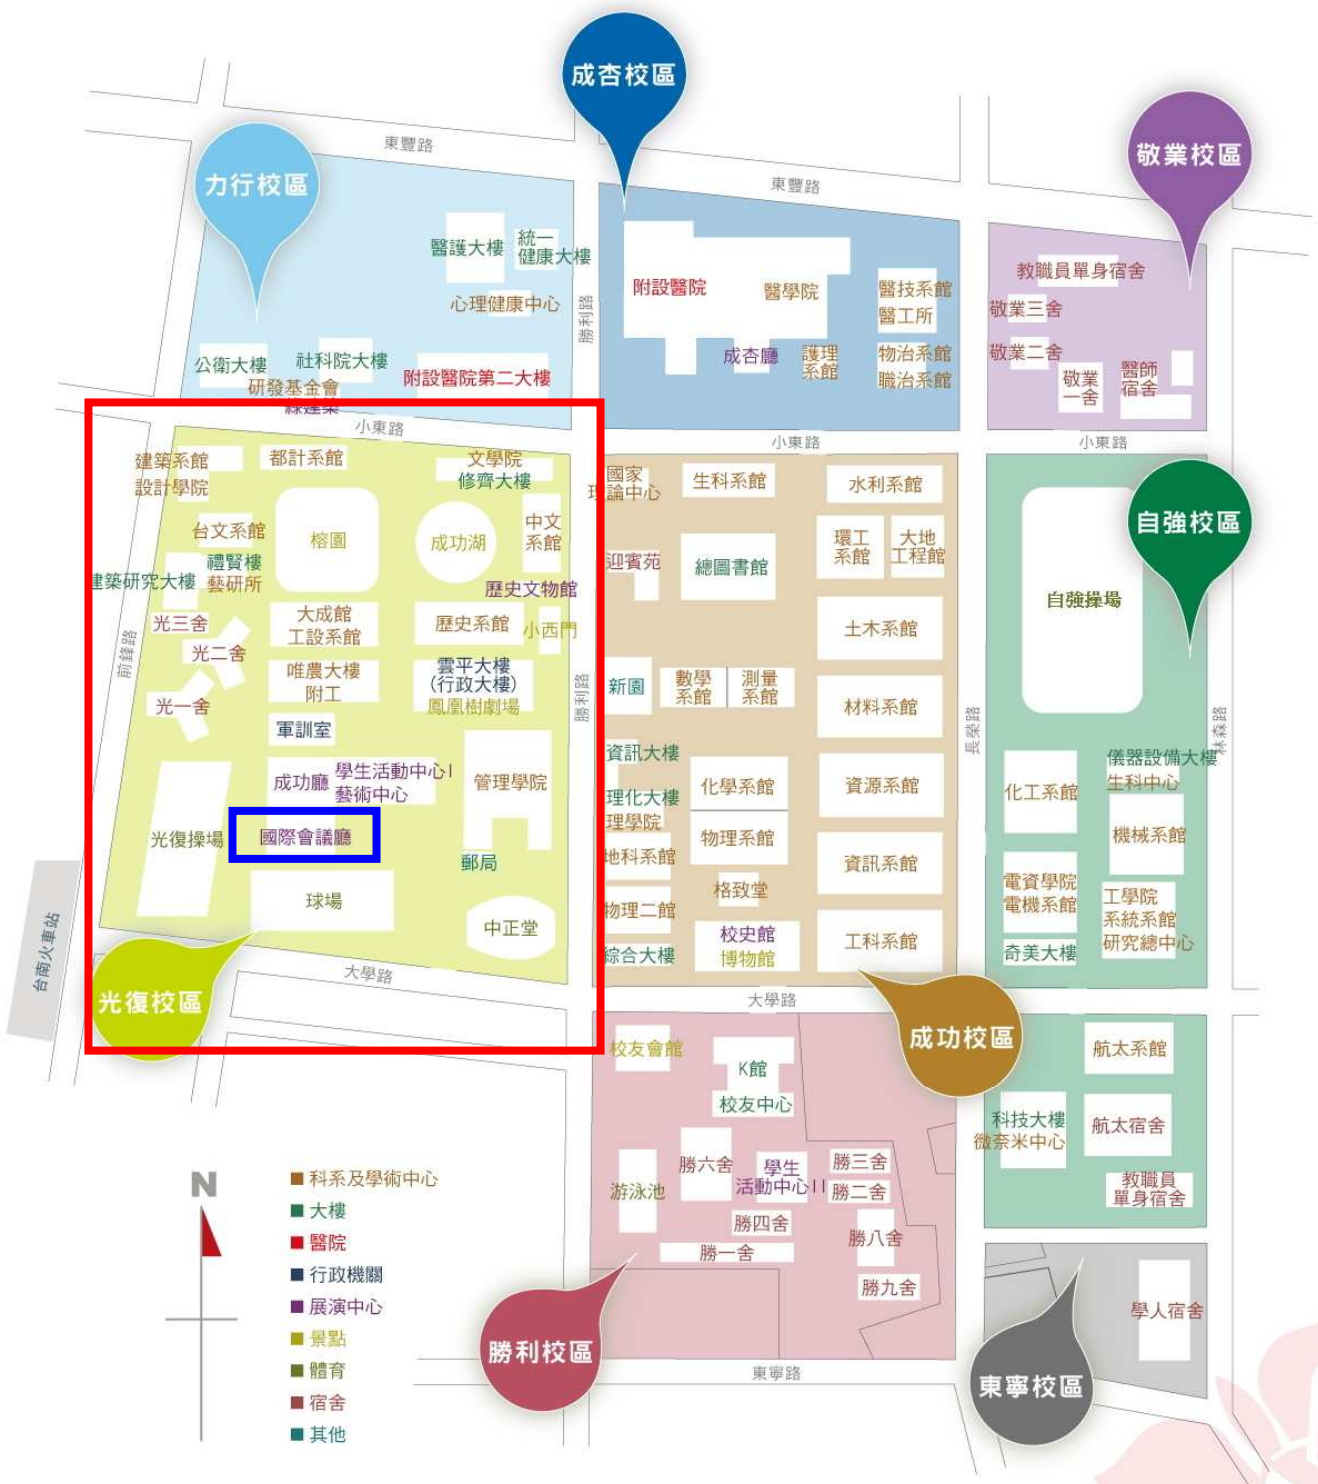 成杏校區
敬業校區
力行校區
東豐路
東豐路
醫護大樓
統一
健康大樓
心理健康中心
公衛大樓
社科院大樓
研發基金會
綠建築
附設醫院第二大樓
勝利路
附設醫院
醫學院
醫技系館
醫工所
成杏廳
護理
系館
物治系館
職治系館
教職員單身宿舍
敬業三舍
敬業二舍
敬業
一舍
醫師
宿舍
小東路
小東路
小東路
建築系館
設計學院
都計系館
文學院
修齊大樓
台文系館
榕園
成功湖
中文
系館
禮賢樓
藝研所
建築研究大樓
歷史文物館
光三舍
大成館
工設系館
歷史系館
小西門
光二舍
前鋒路
唯農大樓
附工
雲平大樓
(行政大樓)
鳳凰樹劇場
光一舍
軍訓室
勝利路
成功廳
學生活動中心I
藝術中心
管理學院
光復操場
國際會議廳
郵局
球場
中正堂
台南火車站
大學路
光復校區
國家
理論中心
生科系館
水利系館
迎賓苑
總圖書館
環工
系館
大地
工程館
土木系館
新園
數學
系館
測量
系館
材料系館
資訊大樓
化學系館
資源系館
理化大樓
理學院
物理系館
地科系館
資訊系館
格致堂
物理二館
校史館
博物館
工科系館
綜合大樓
大學路
成功校區
長榮路
自強校區
自強操場
林森路
儀器設備大樓
生科中心
化工系館
機械系館
電資學院
電機系館
工學院
系統系館
研究總中心
奇美大樓
航太系館
科技大樓
微奈米中心
航太宿舍
教職員
單身宿舍
校友會館
K館
校友中心
勝六舍
學生
活動中心II
勝三舍
勝二舍
游泳池
勝四舍
勝一舍
勝八舍
勝九舍
勝利校區
東寧路
學人宿舍
東寧校區
N
科系及學術中心
大樓
醫院
行政機關
展演中心
景點
體育
宿舍
其他